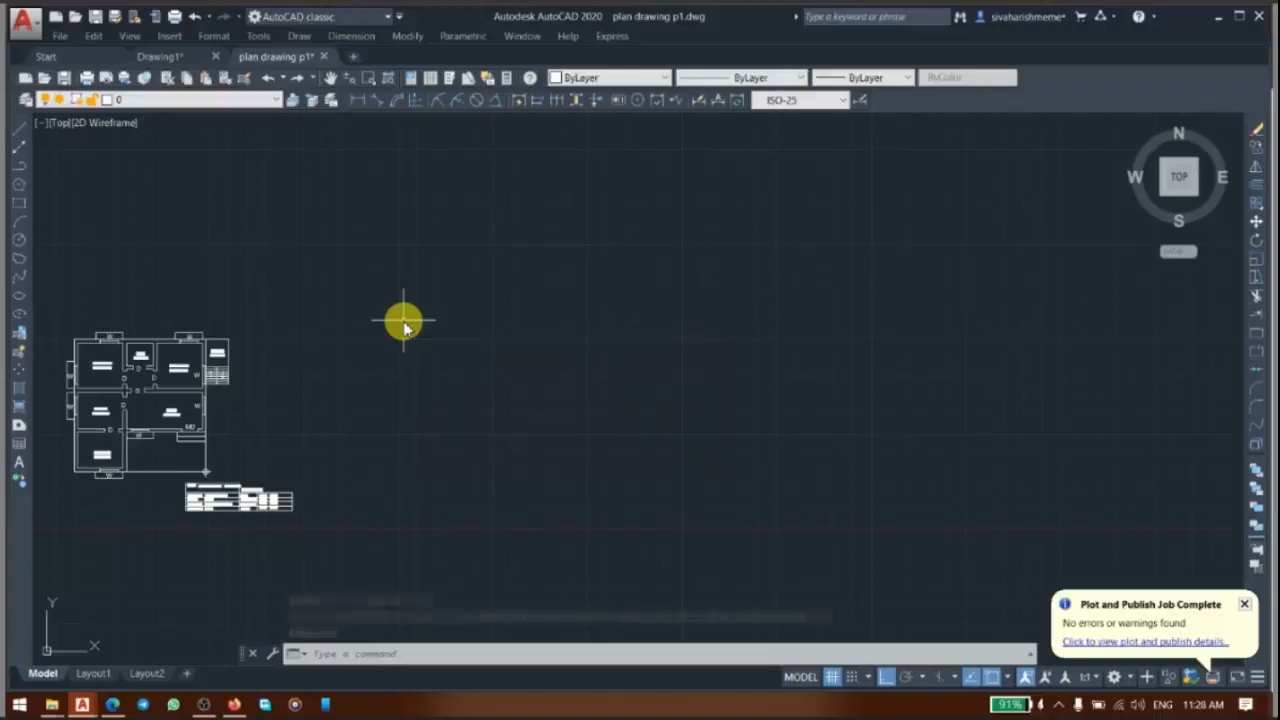 AutoCAD classic
Autodesk AutoCAD 2020 plan drawing p1.dwg
Type a keyword or phrase
sivaharishmeme*
File Edit View Insert Format Tools Draw Dimension Modify Parametric Window Help Express
Start Drawing1* plan drawing p1*
ByLayer ByLayer ByLayer ByColor
0 ISO-25
[−][Top][2D Wireframe]
N
W TOP E
S
W W
D
W
D D
D
W
D W
MD
D W
W
Y
X
Plot and Publish Job Complete
No errors or warnings found
Click to view plot and publish details...
Type a command
Model Layout1 Layout2 +
MODEL 1:1
91% ENG 11:28 AM